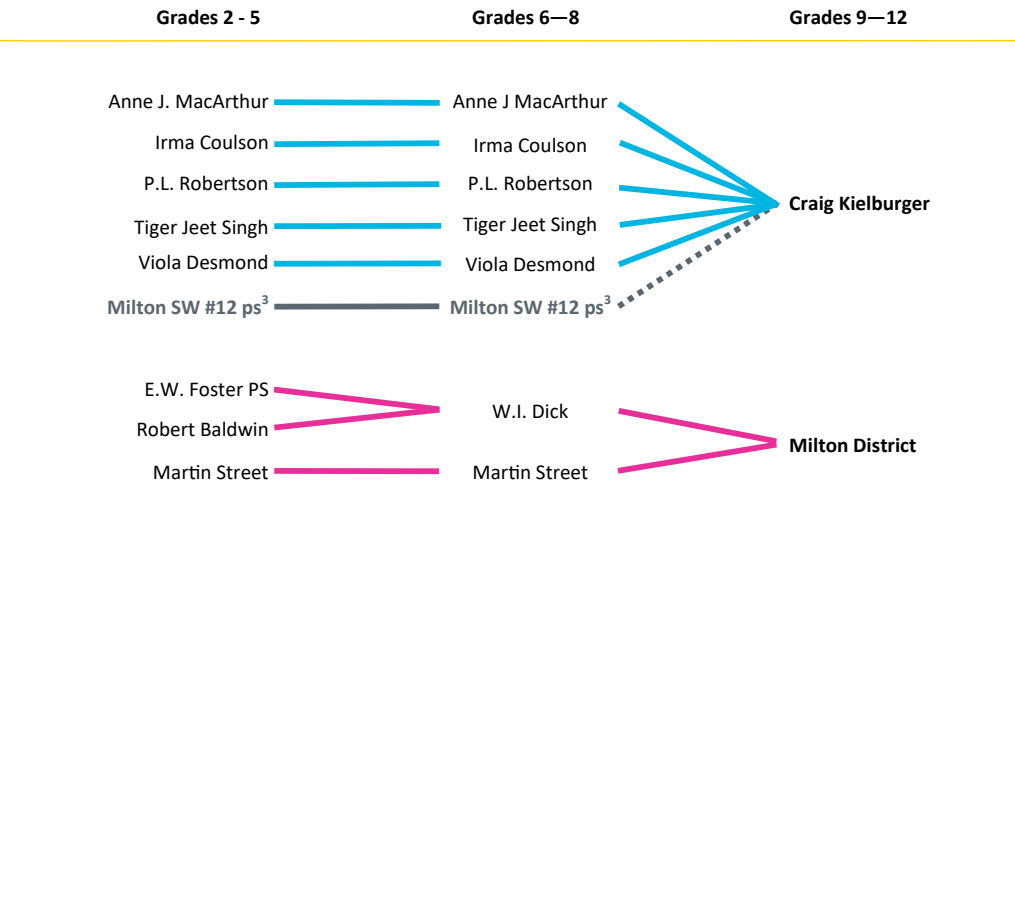 Grades 2 - 5 Grades 6—8 Grades 9—12
Anne J. MacArthur Anne J MacArthur
Irma Coulson Irma Coulson
P.L. Robertson P.L. Robertson
Craig Kielburger
Tiger Jeet Singh Tiger Jeet Singh
Viola Desmond Viola Desmond
Milton SW #12 ps³ Milton SW #12 ps³
E.W. Foster PS
W.I. Dick
Robert Baldwin
Milton District
Martin Street Martin Street